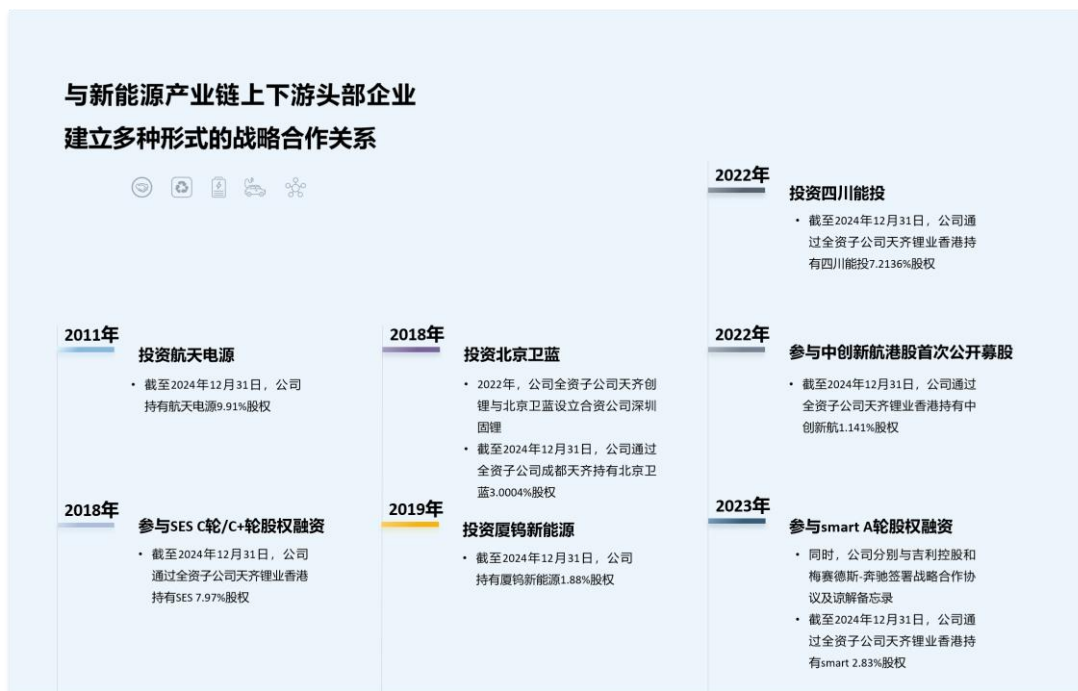 与新能源产业链上下游头部企业
建立多种形式的战略合作关系
2011年
投资航天电源
• 截至2024年12月31日，公司
持有航天电源9.91%股权
2018年
参与SES C轮/C+轮股权融资
• 截至2024年12月31日，公司
通过全资子公司天齐锂业香港
持有SES 7.97%股权
2018年
投资北京卫蓝
• 2022年，公司全资子公司天齐创
锂与北京卫蓝设立合资公司深圳
固锂
• 截至2024年12月31日，公司通过
全资子公司成都天齐持有北京卫
蓝3.0004%股权
2019年
投资厦钨新能源
• 截至2024年12月31日，公司
持有厦钨新能源1.88%股权
2022年
投资四川能投
• 截至2024年12月31日，公司通
过全资子公司天齐锂业香港持
有四川能投7.2136%股权
2022年
参与中创新航港股首次公开募股
• 截至2024年12月31日，公司通过
全资子公司天齐锂业香港持有中
创新航1.141%股权
2023年
参与smart A轮股权融资
• 同时，公司分别与吉利控股和
梅赛德斯-奔驰签署战略合作协
议及谅解备忘录
• 截至2024年12月31日，公司通
过全资子公司天齐锂业香港持
有smart 2.83%股权